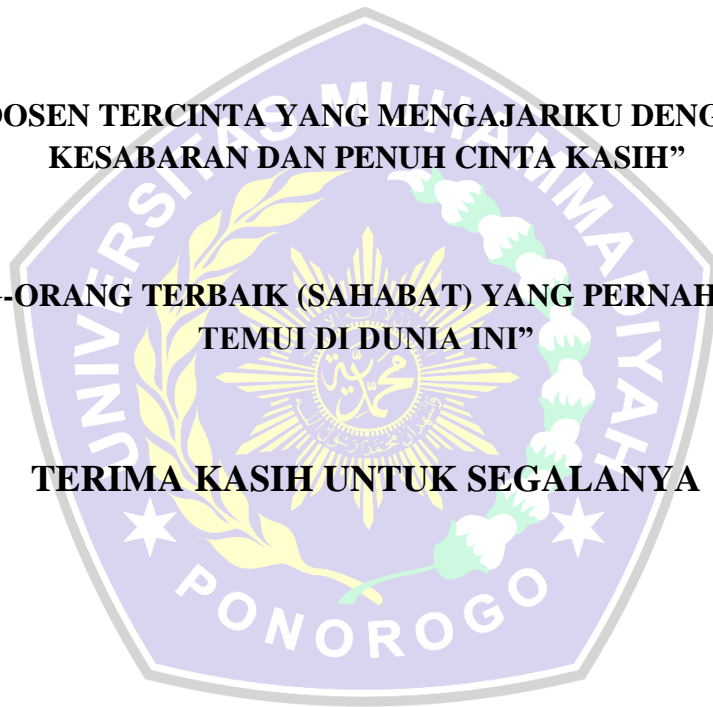 DOSEN TERCINTA YANG MENGAJARIKU DENG
KESABARAN DAN PENUH CINTA KASIH”
-ORANG TERBAIK (SAHABAT) YANG PERNAH
TEMUI DI DUNIA INI”
TERIMA KASIH UNTUK SEGALANYA
UNIVERSITAS MUHAMMADIYAH
PONOROGO
محمدية